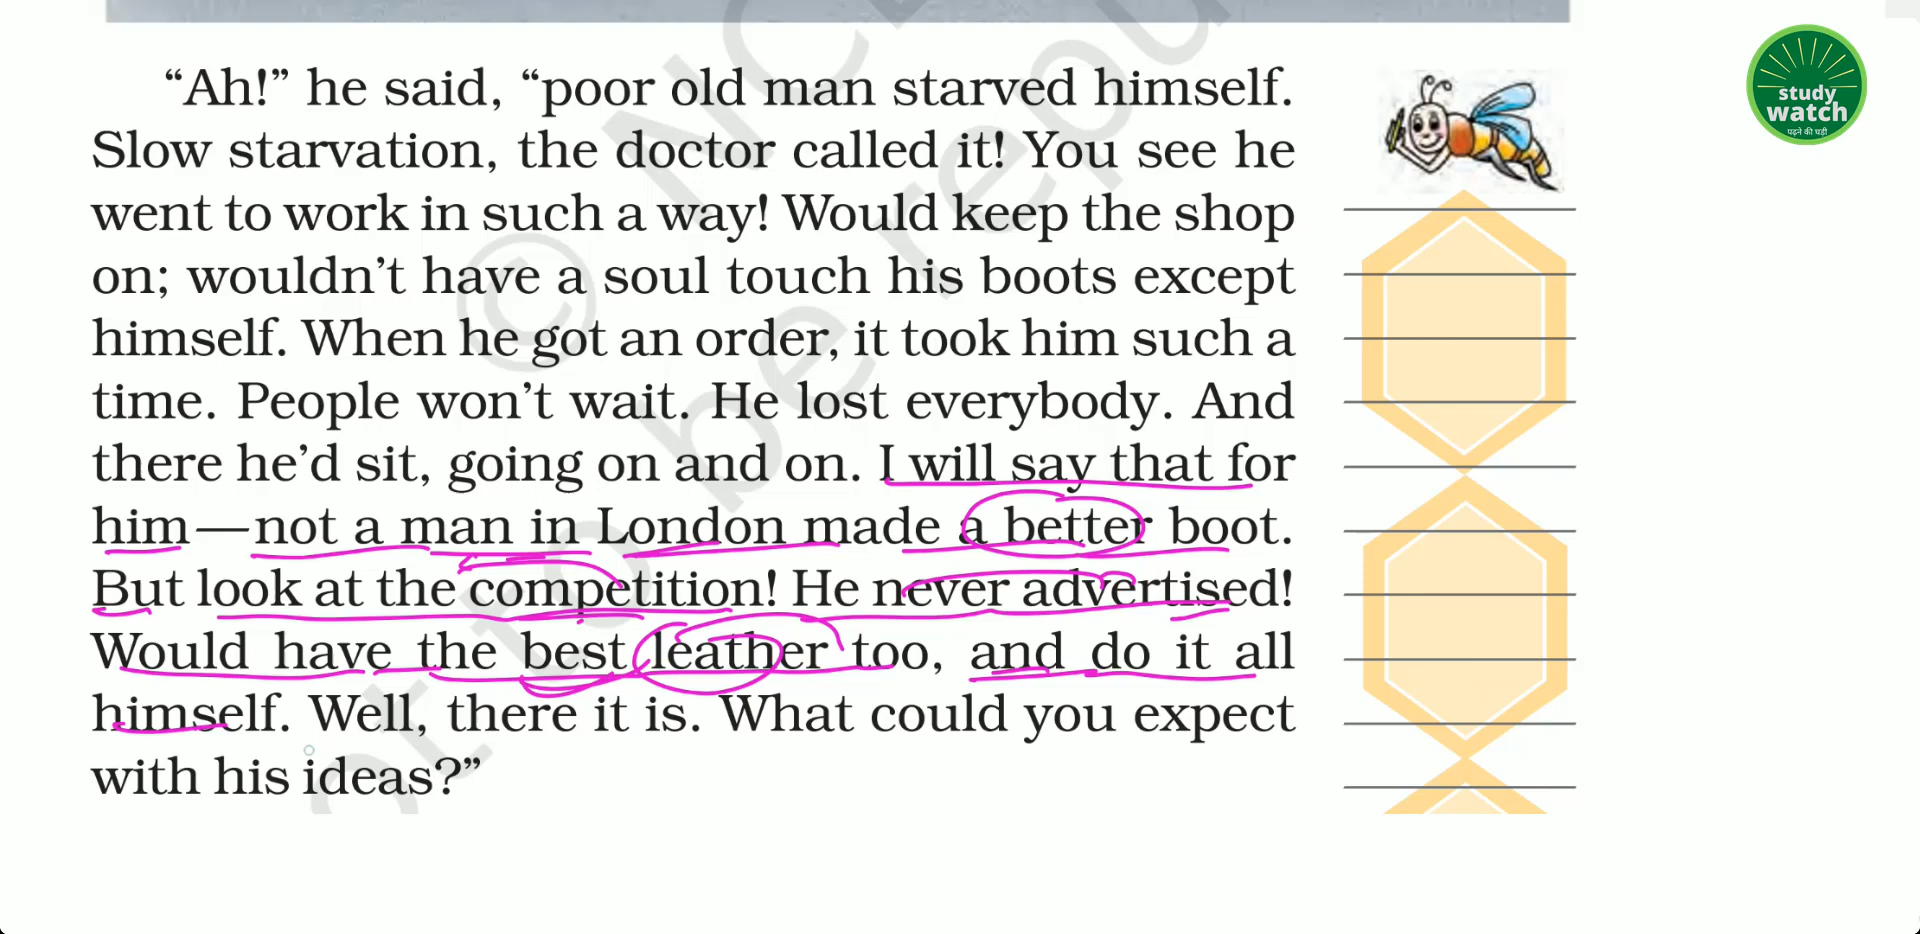 “Ah!” he said, “poor old man starved himself.
Slow starvation, the doctor called it! You see he
went to work in such a way! Would keep the shop
on; wouldn’t have a soul touch his boots except
himself. When he got an order, it took him such a
time. People won’t wait. He lost everybody. And
there he’d sit, going on and on. I will say that for
him—not a man in London made a better boot.
But look at the competition! He never advertised!
Would have the best leather too, and do it all
himself. Well, there it is. What could you expect
with his ideas?”
study
watch
पढ़ने की घड़ी
©
be